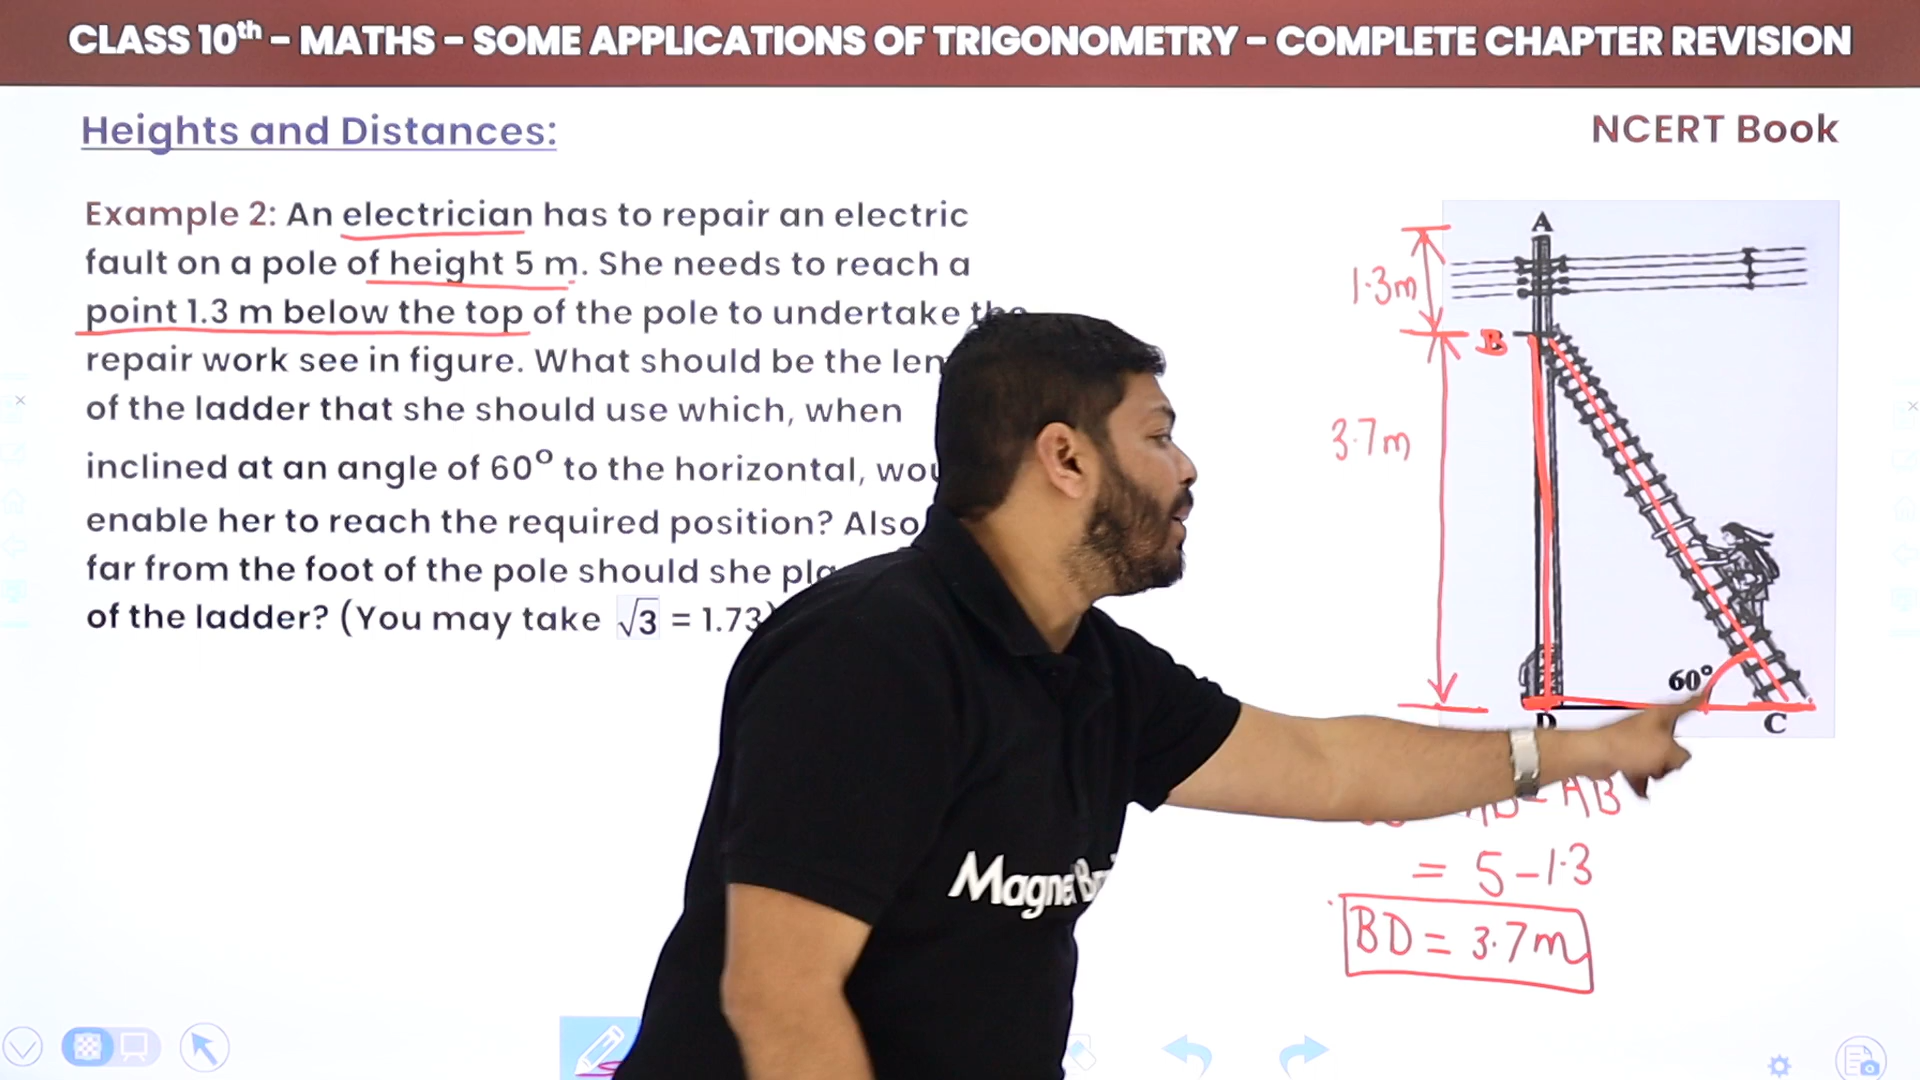 CLASS 10th – MATHS – SOME APPLICATIONS OF TRIGONOMETRY – COMPLETE CHAPTER REVISION
Heights and Distances:
NCERT Book
Example 2: An electrician has to repair an electric
fault on a pole of height 5 m. She needs to reach a
point 1.3 m below the top of the pole to undertake the
repair work see in figure. What should be the
of the ladder that she should use which, when
inclined at an angle of 60° to the horizontal,
enable her to reach the required position? Also
far from the foot of the pole should she
of the ladder? (You may take √3 = 1.73)
A
1.3m
B
3.7m
60°
D
C
AB
= 5 – 1.3
BD = 3.7m
Magne